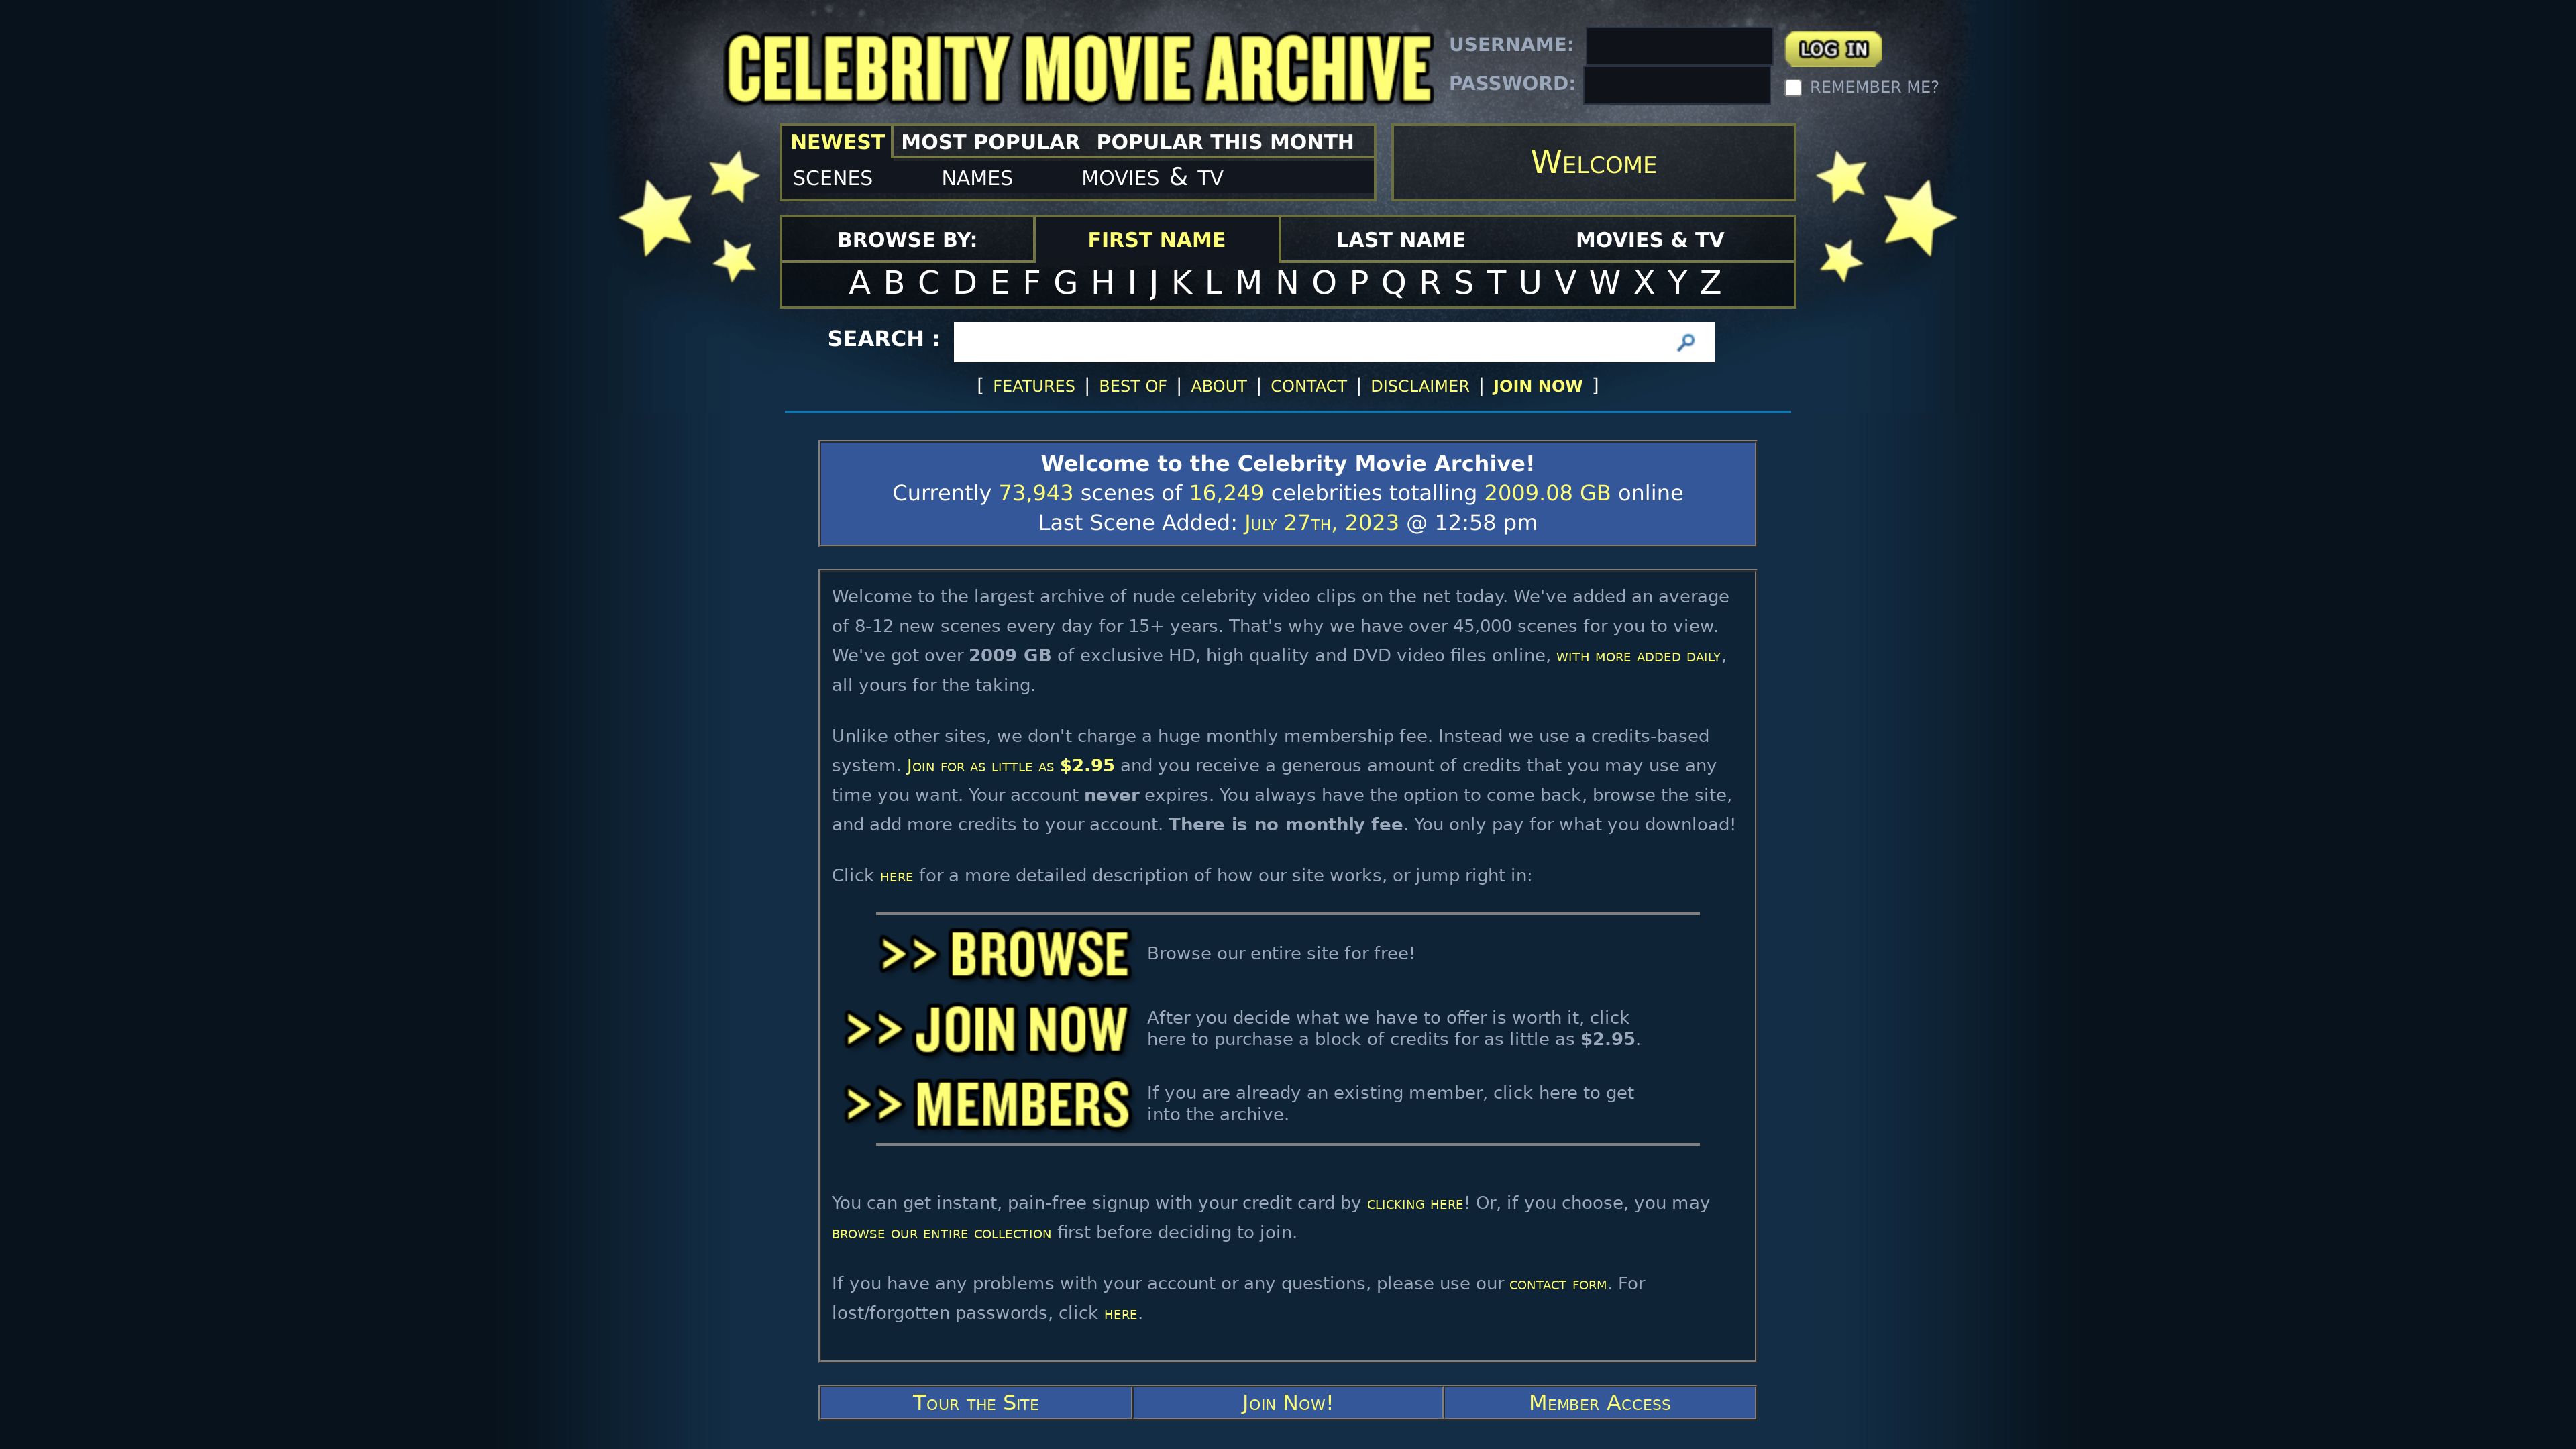 CELEBRITY MOVIE ARCHIVE
USERNAME:
LOG IN
PASSWORD:
REMEMBER ME?
NEWEST MOST POPULAR POPULAR THIS MONTH
SCENES NAMES MOVIES & TV
Welcome
BROWSE BY: FIRST NAME LAST NAME MOVIES & TV
A B C D E F G H I J K L M N O P Q R S T U V W X Y Z
SEARCH :
[ FEATURES | BEST OF | ABOUT | CONTACT | DISCLAIMER | JOIN NOW ]
Welcome to the Celebrity Movie Archive!
Currently 73,943 scenes of 16,249 celebrities totalling 2009.08 GB online
Last Scene Added: July 27th, 2023 @ 12:58 pm
Welcome to the largest archive of nude celebrity video clips on the net today. We've added an average
of 8-12 new scenes every day for 15+ years. That's why we have over 45,000 scenes for you to view.
We've got over 2009 GB of exclusive HD, high quality and DVD video files online, with more added daily,
all yours for the taking.
Unlike other sites, we don't charge a huge monthly membership fee. Instead we use a credits-based
system. Join for as little as $2.95 and you receive a generous amount of credits that you may use any
time you want. Your account never expires. You always have the option to come back, browse the site,
and add more credits to your account. There is no monthly fee. You only pay for what you download!
Click here for a more detailed description of how our site works, or jump right in:
>> BROWSE
Browse our entire site for free!
>> JOIN NOW
After you decide what we have to offer is worth it, click
here to purchase a block of credits for as little as $2.95.
>> MEMBERS
If you are already an existing member, click here to get
into the archive.
You can get instant, pain-free signup with your credit card by clicking here! Or, if you choose, you may
browse our entire collection first before deciding to join.
If you have any problems with your account or any questions, please use our contact form. For
lost/forgotten passwords, click here.
Tour the Site Join Now! Member Access